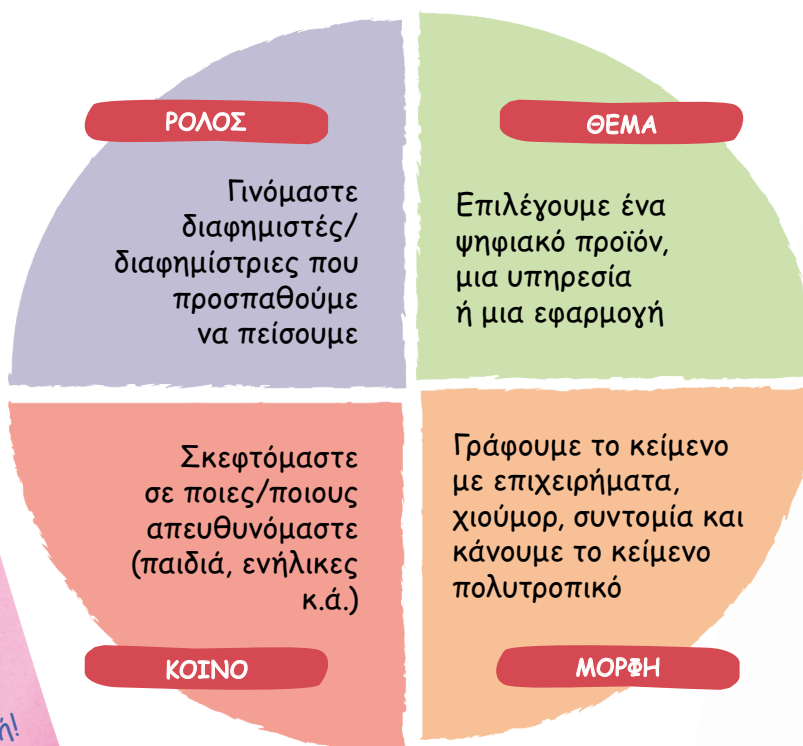 ΡΟΛΟΣ
Γινόμαστε
διαφημιστές/
διαφημίστριες που
προσπαθούμε
να πείσουμε
ΘΕΜΑ
Επιλέγουμε ένα
ψηφιακό προϊόν,
μια υπηρεσία
ή μια εφαρμογή
Σκεφτόμαστε
σε ποιες/ποιους
απευθυνόμαστε
(παιδιά, ενήλικες
κ.ά.)
ΚΟΙΝΟ
Γράφουμε το κείμενο
με επιχειρήματα,
χιούμορ, συντομία και
κάνουμε το κείμενο
πολυτροπικό
ΜΟΡΦΗ